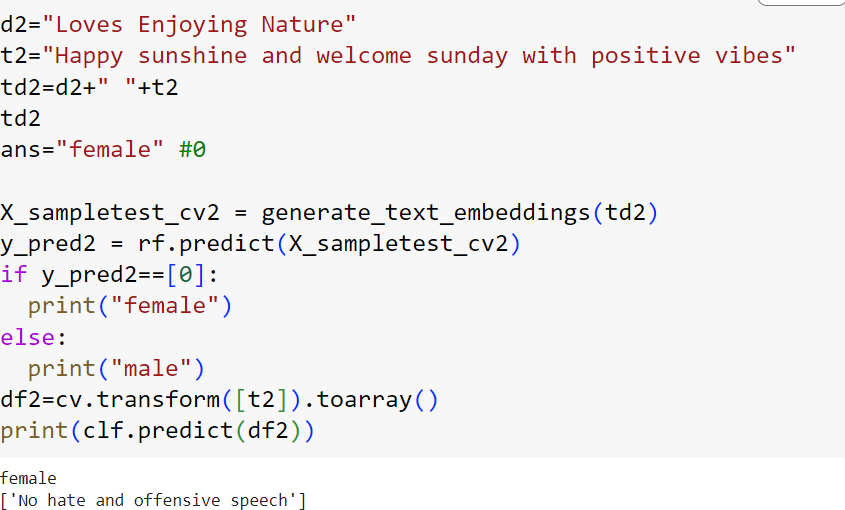 d2="Loves Enjoying Nature"
t2="Happy sunshine and welcome sunday with positive vibes"
td2=d2+" "+t2
td2
ans="female" #0
X_sampletest_cv2 = generate_text_embeddings(td2)
y_pred2 = rf.predict(X_sampletest_cv2)
if y_pred2==[0]:
  print("female")
else:
  print("male")
df2=cv.transform([t2]).toarray()
print(clf.predict(df2))
female
['No hate and offensive speech']